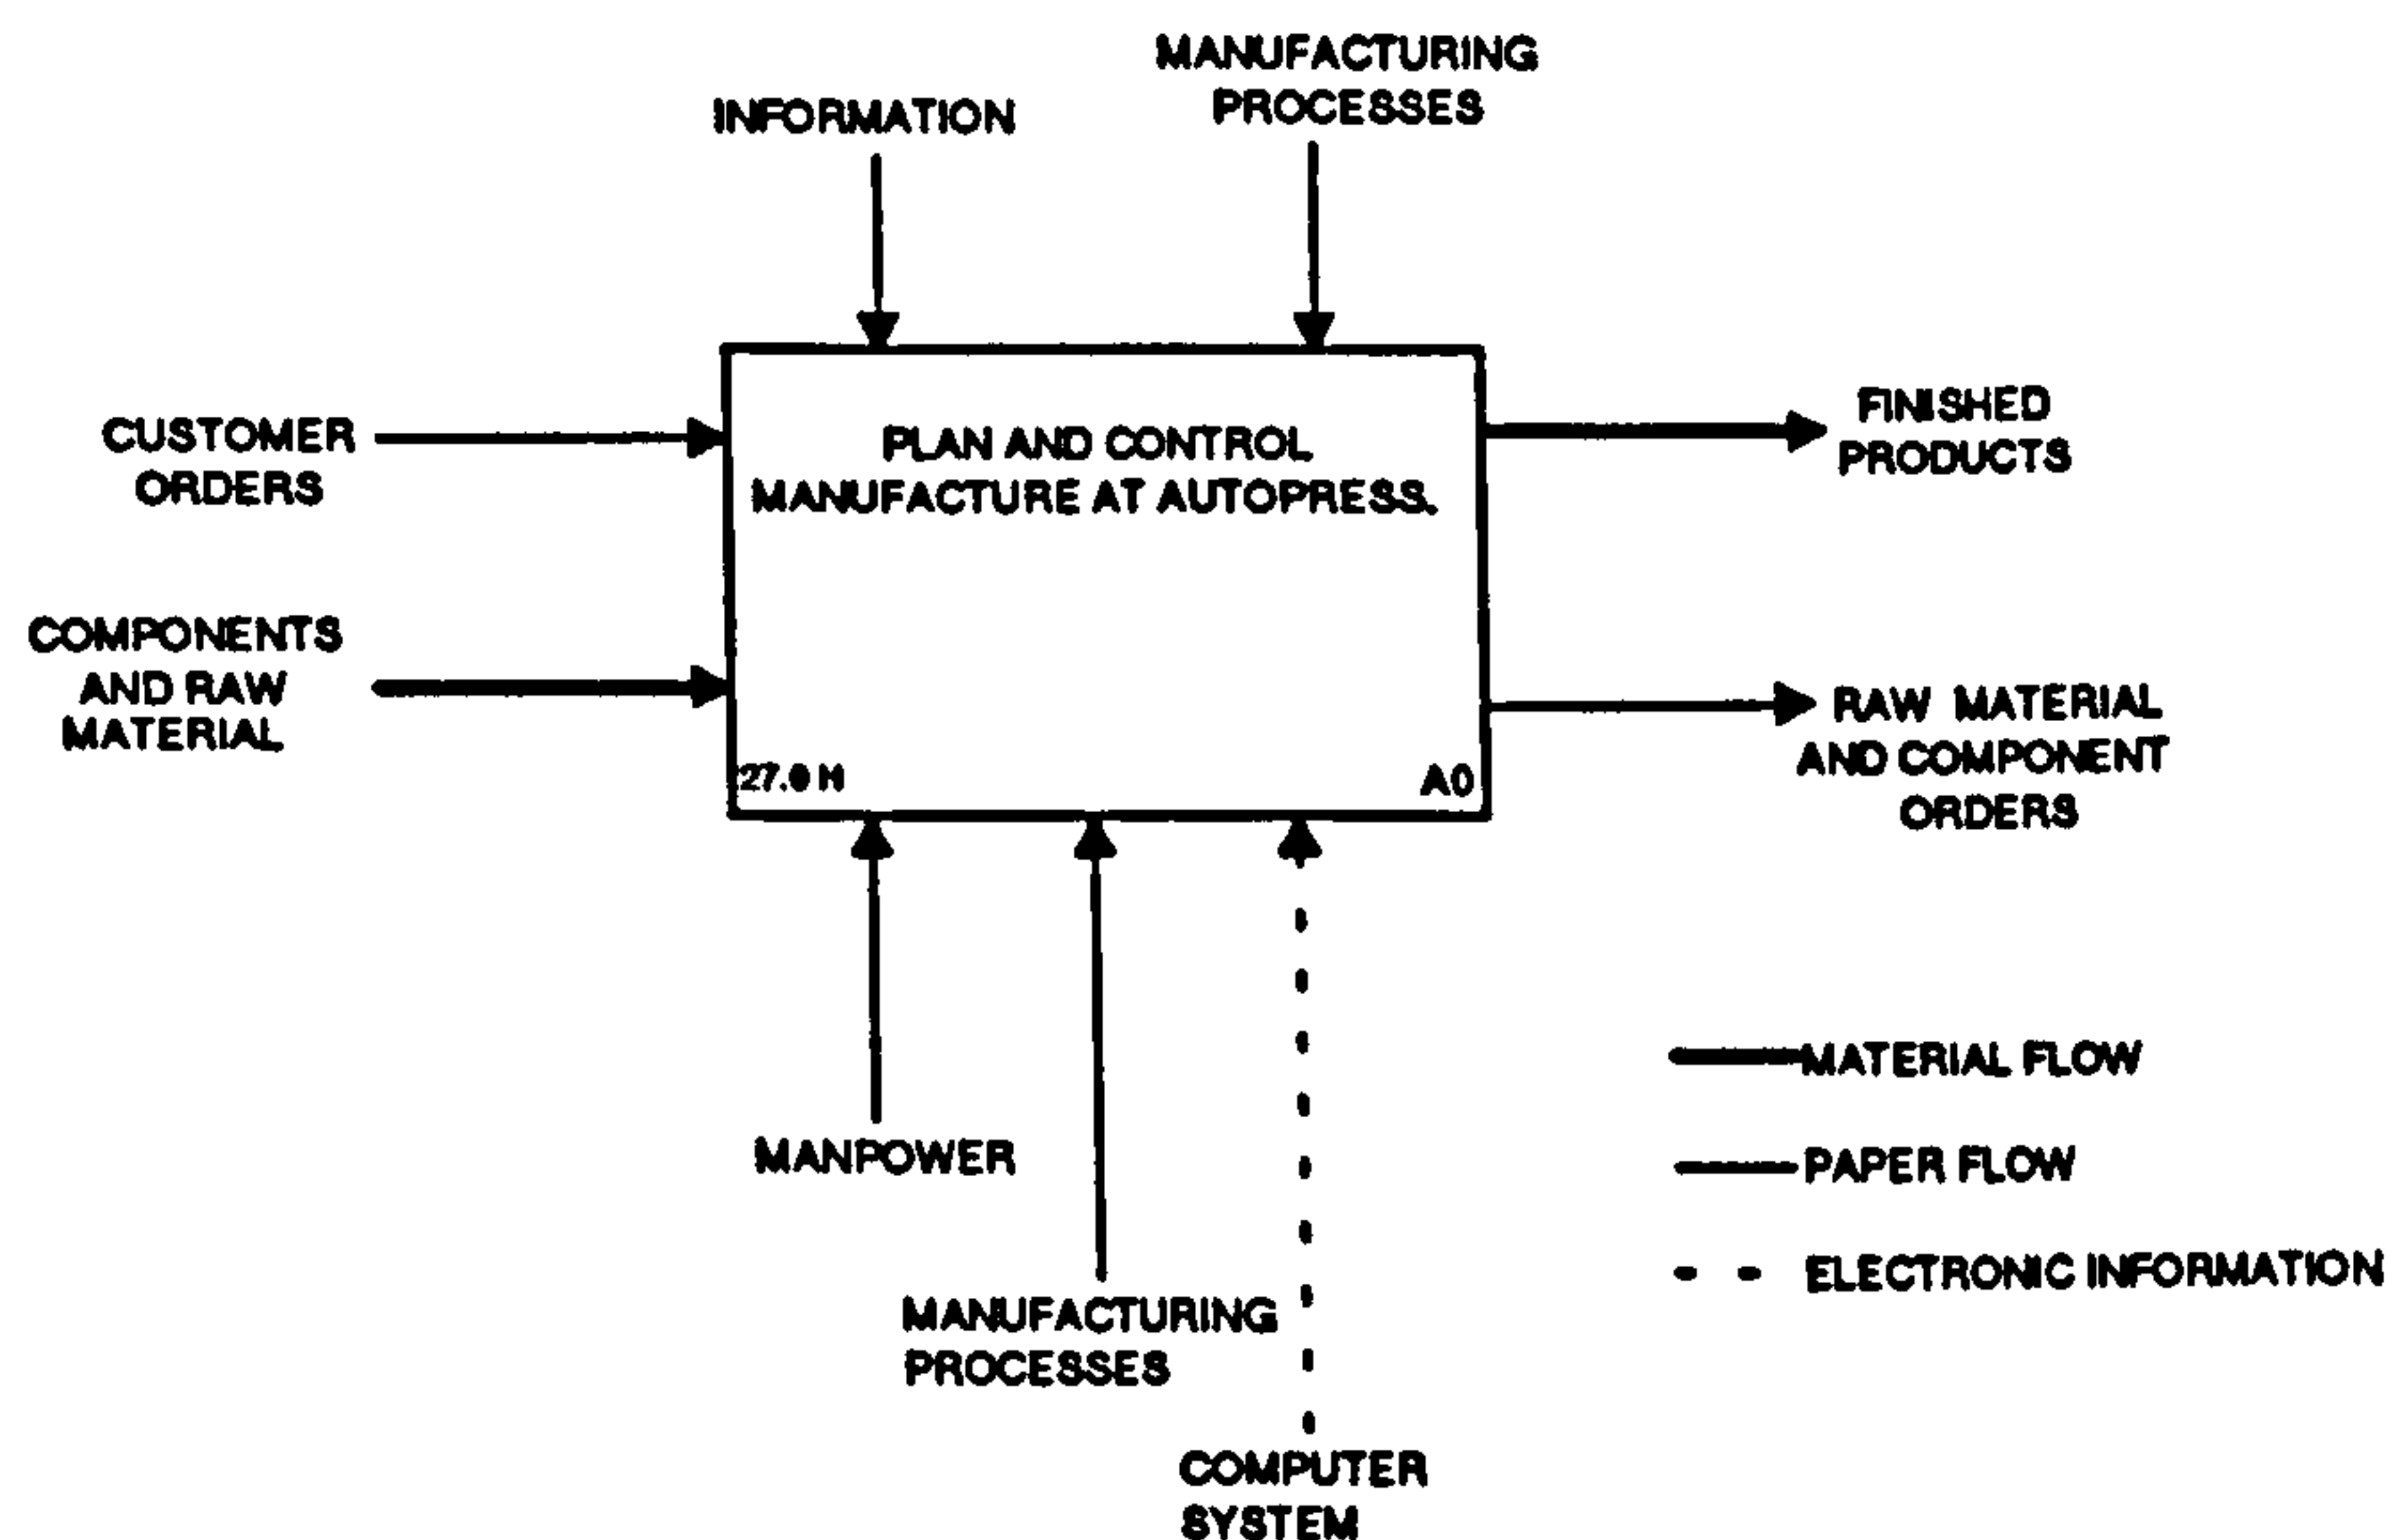 MANUFACTURING
PROCESSES
INFORMATION
CUSTOMER
ORDERS
PLAN AND CONTROL
MANUFACTURE AT AUTOPRESS.
FINISHED
PRODUCTS
COMPONENTS
AND RAW
MATERIAL
RAW MATERIAL
AND COMPONENT
ORDERS
A0
MANPOWER
MANUFACTURING
PROCESSES
COMPUTER
SYSTEM
MATERIAL FLOW
PAPER FLOW
ELECTRONIC INFORMATION